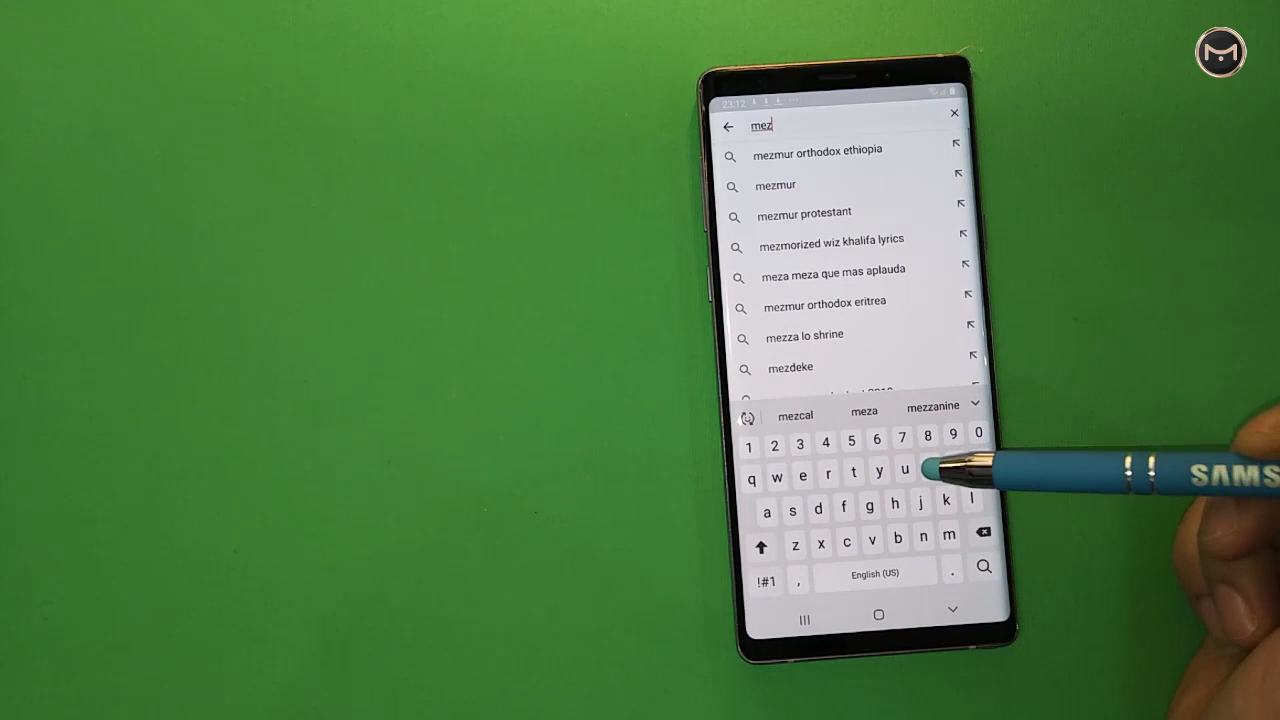 23:12
mez
mezmur orthodox ethiopia
mezmur
mezmur protestant
mezmorized wiz khalifa lyrics
meza meza que mas aplauda
mezmur orthodox eritrea
mezza lo shrine
mezdeke
mezcal meza mezzanine
1 2 3 4 5 6 7 8 9 0
q w e r t y u
a s d f g h j k l
z x c v b n m
!#1 , English (US) .
SAMS